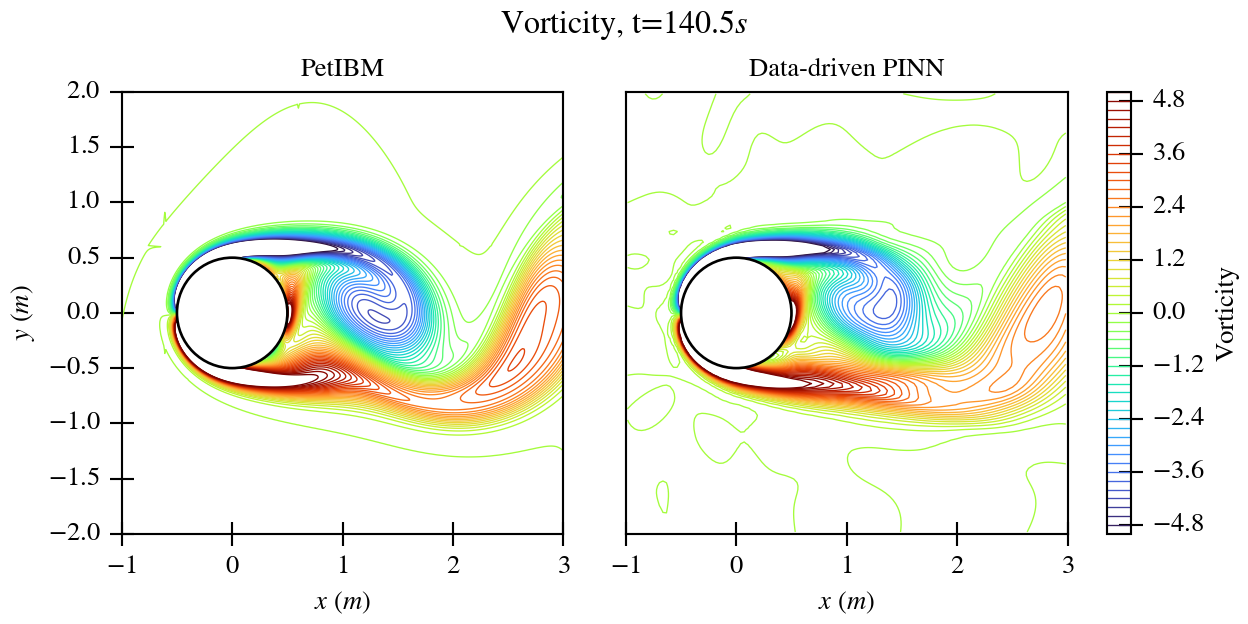 Vorticity, t=140.5s
PetIBM
Data-driven PINN
2.0
1.5
1.0
0.5
0.0
−0.5
−1.0
−1.5
−2.0
y (m)
−1 0 1 2 3
x (m)
−1 0 1 2 3
x (m)
4.8
3.6
2.4
1.2
0.0
−1.2
−2.4
−3.6
−4.8
Vorticity